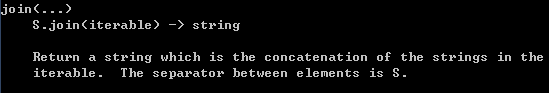 join(...)
    S.join(iterable) -> string

    Return a string which is the concatenation of the strings in the
    iterable.  The separator between elements is S.